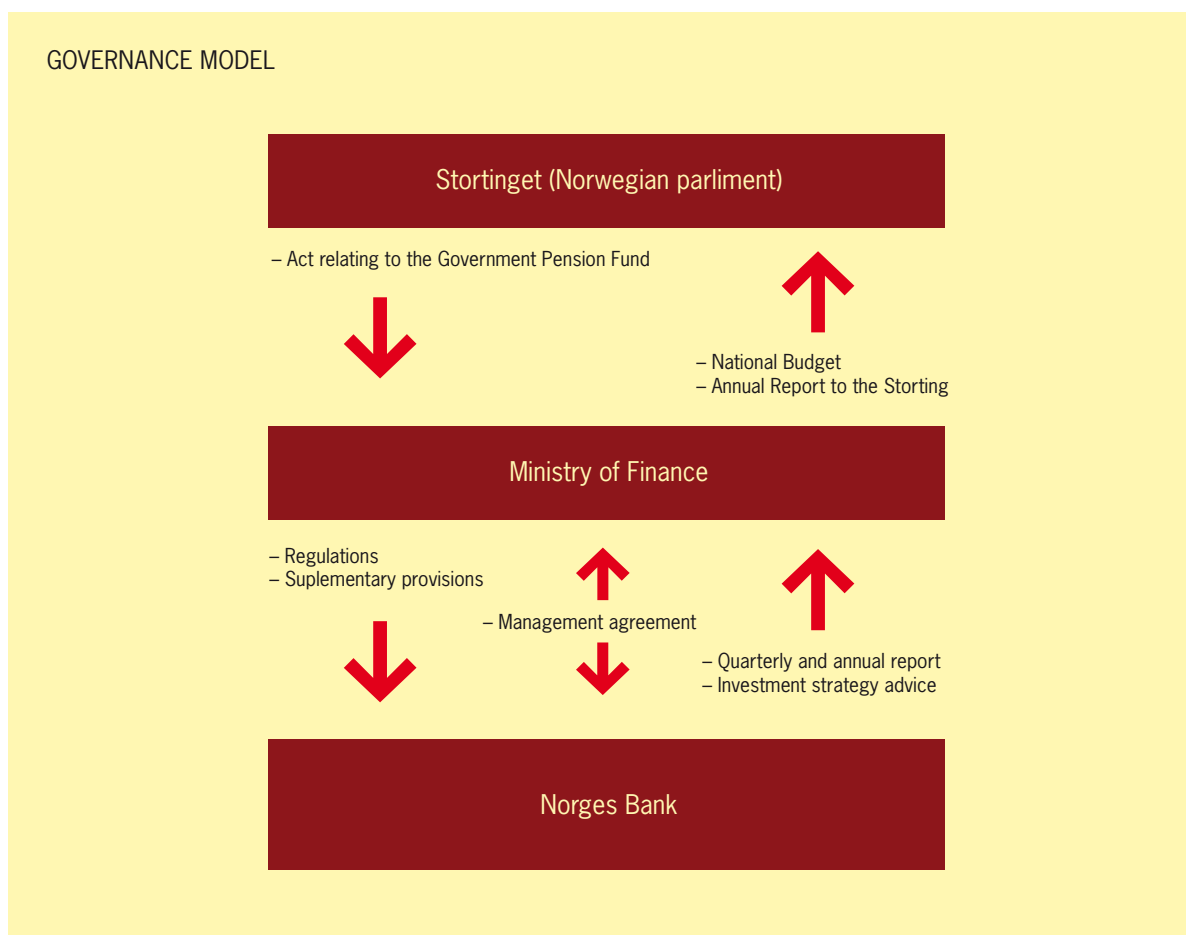 GOVERNANCE MODEL
Stortinget (Norwegian parliment)
– Act relating to the Government Pension Fund
– National Budget
– Annual Report to the Storting
Ministry of Finance
– Regulations
– Suplementary provisions
– Management agreement
– Quarterly and annual report
– Investment strategy advice
Norges Bank